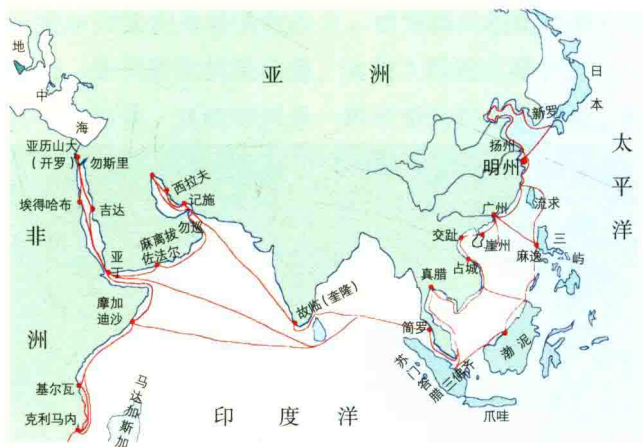 地
中
海
亚 洲
日本
太平洋
新罗
扬州
明州
亚历山大
(开罗)
勿斯里
西拉夫
记施
勿巡
埃得哈布
吉达
麻离拔
佐法尔
亚丁
非洲
广州
流求
交趾
崖州
占城
真腊
三屿
麻逸
摩加
迪沙
故临(奎隆)
箇罗
渤泥
三佛齐
苏门答腊
基尔瓦
克利马内
马达加斯加
印度洋
爪哇